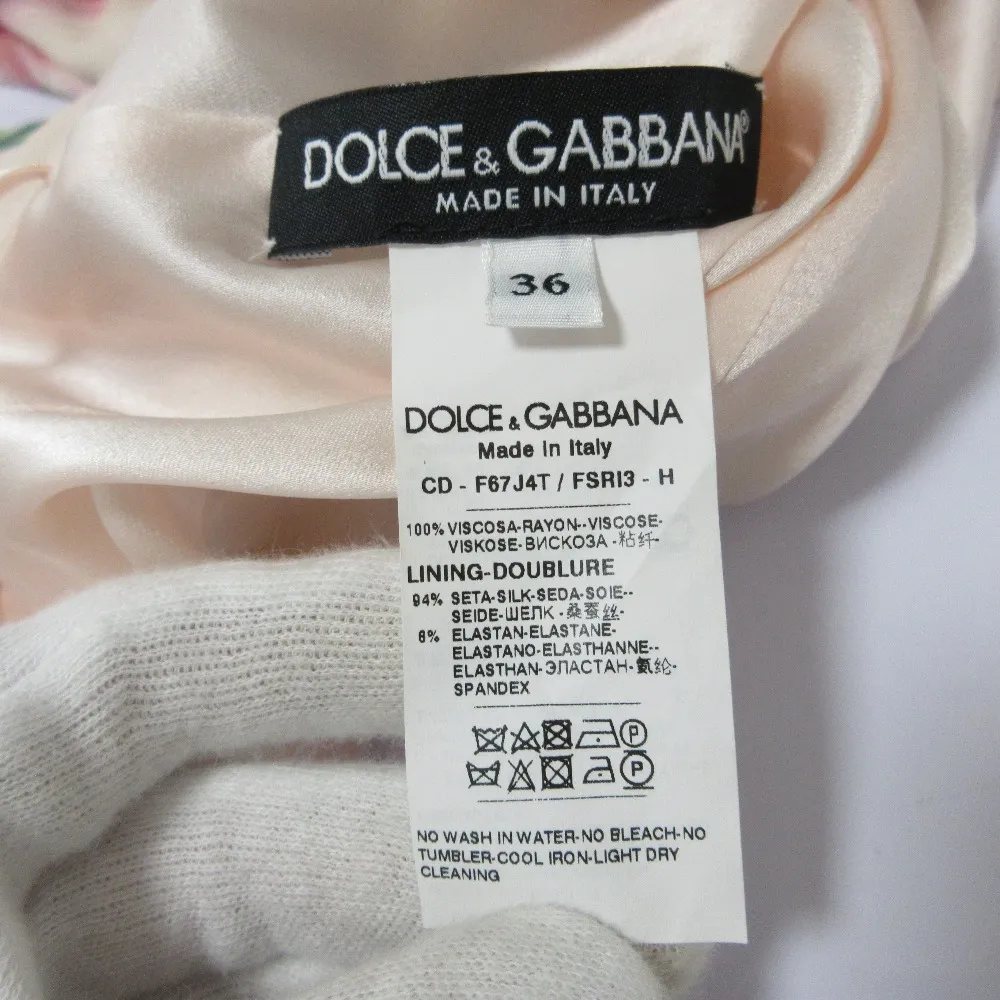 DOLCE & GABBANA®
MADE IN ITALY
36
DOLCE & GABBANA
Made in Italy
CD - F67J4T / FSRI3 - H
100% VISCOSA-RAYON--VISCOSE-
VISKOSE-ВИСКОЗА -粘纤-
LINING-DOUBLURE
94% SETA-SILK-SEDA-SOIE--
SEIDE-ШЕЛК -桑蚕丝-
6% ELASTAN-ELASTANE-
ELASTANO-ELASTHANNE--
ELASTHAN-ЭЛАСТАН-氨纶-
SPANDEX
P
P
NO WASH IN WATER-NO BLEACH-NO
TUMBLER-COOL IRON-LIGHT DRY
CLEANING